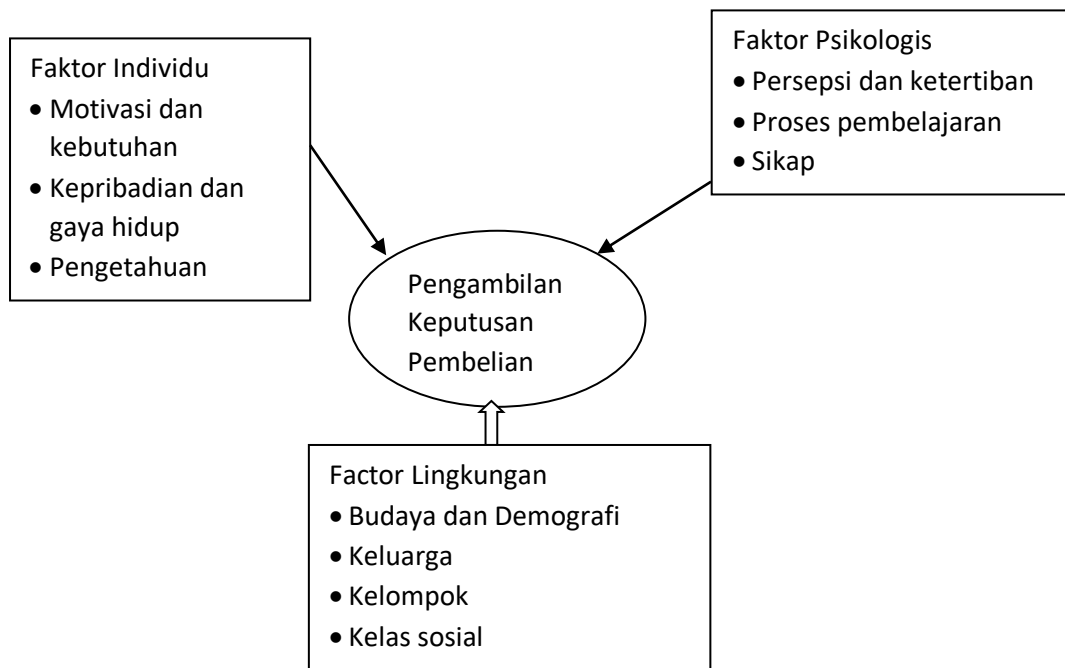 Faktor Individu
• Motivasi dan
kebutuhan
• Kepribadian dan
gaya hidup
• Pengetahuan
Faktor Psikologis
• Persepsi dan ketertiban
• Proses pembelajaran
• Sikap
Pengambilan
Keputusan
Pembelian
Factor Lingkungan
• Budaya dan Demografi
• Keluarga
• Kelompok
• Kelas sosial